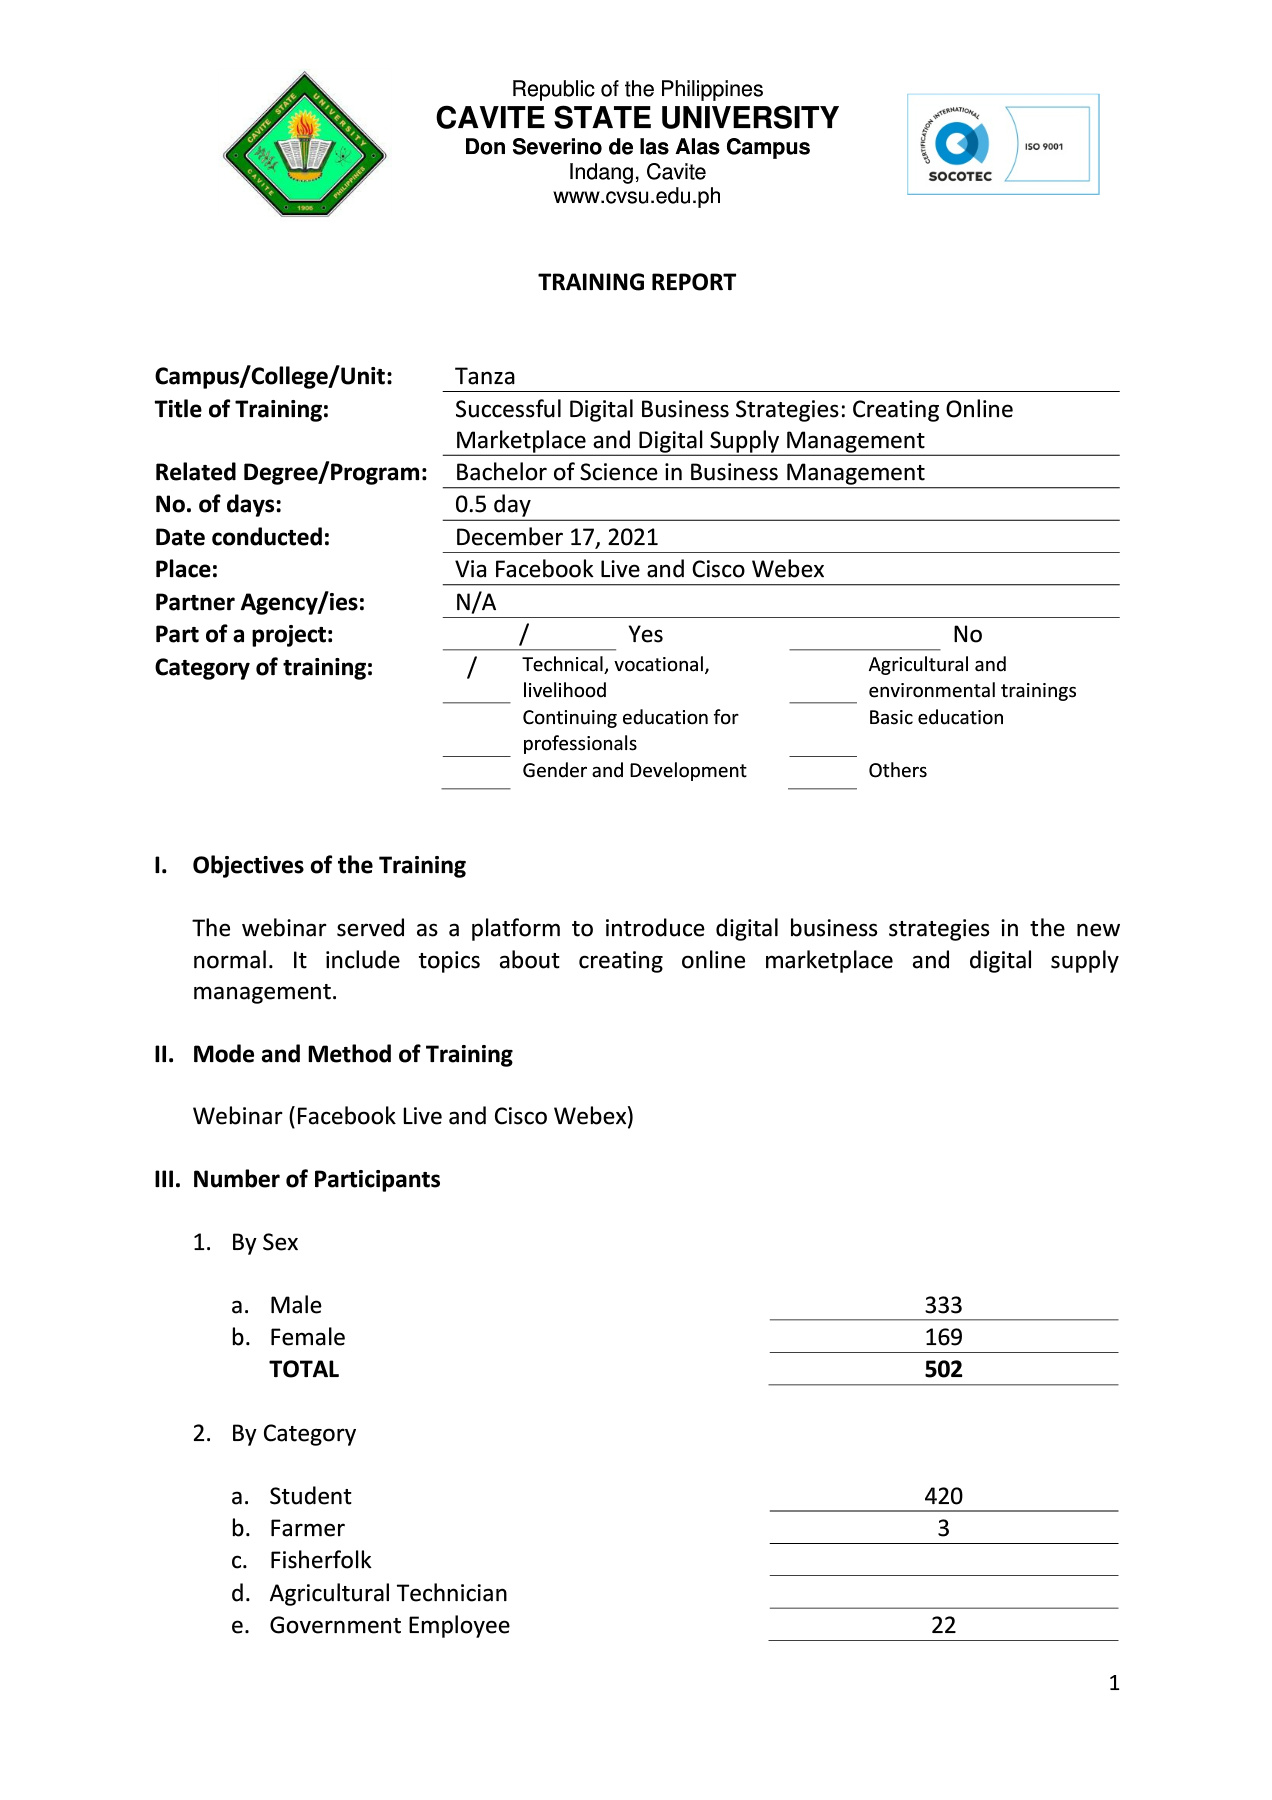 Republic of the Philippines
CAVITE STATE UNIVERSITY
Don Severino de las Alas Campus
Indang, Cavite
www.cvsu.edu.ph
CAVITE STATE UNIVERSITY
CAVITE PHILIPPINES
1906
CERTIFICATION INTERNATIONAL
SOCOTEC
ISO 9001
TRAINING REPORT
Campus/College/Unit: Tanza
Title of Training: Successful Digital Business Strategies: Creating Online
Marketplace and Digital Supply Management
Related Degree/Program: Bachelor of Science in Business Management
No. of days: 0.5 day
Date conducted: December 17, 2021
Place: Via Facebook Live and Cisco Webex
Partner Agency/ies: N/A
Part of a project: / Yes No
Category of training: / Technical, vocational, Agricultural and
livelihood environmental trainings
Continuing education for Basic education
professionals
Gender and Development Others
I. Objectives of the Training
The webinar served as a platform to introduce digital business strategies in the new
normal. It include topics about creating online marketplace and digital supply
management.
II. Mode and Method of Training
Webinar (Facebook Live and Cisco Webex)
III. Number of Participants
1. By Sex
a. Male 333
b. Female 169
TOTAL 502
2. By Category
a. Student 420
b. Farmer 3
c. Fisherfolk
d. Agricultural Technician
e. Government Employee 22
1